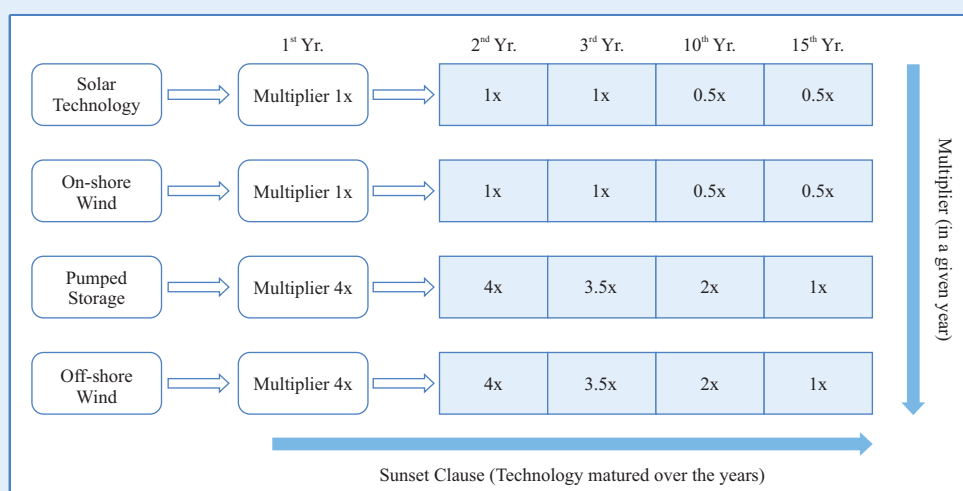 1st Yr. 2nd Yr. 3rd Yr. 10th Yr. 15th Yr.
Solar
Technology
Multiplier 1x
1x 1x 0.5x 0.5x
On-shore
Wind
Multiplier 1x
1x 1x 0.5x 0.5x
Pumped
Storage
Multiplier 4x
4x 3.5x 2x 1x
Off-shore
Wind
Multiplier 4x
4x 3.5x 2x 1x
Multiplier (in a given year)
Sunset Clause (Technology matured over the years)